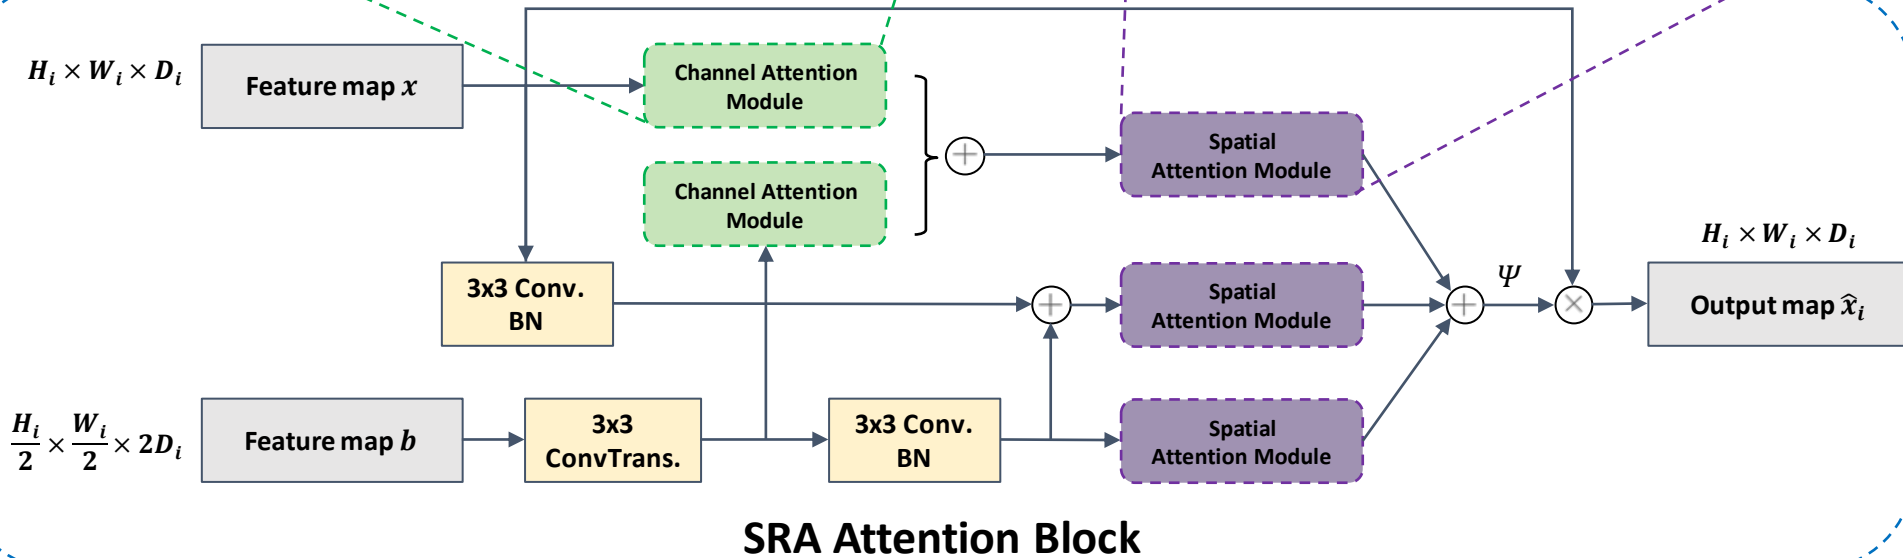 H_i × W_i × D_i
Feature map x
Channel Attention
Module
Channel Attention
Module
+
Spatial
Attention Module
3x3 Conv.
BN
+
Spatial
Attention Module
+
Ψ
×
H_i × W_i × D_i
Output map x̂_i
H_i/2 × W_i/2 × 2D_i
Feature map b
3x3
ConvTrans.
3x3 Conv.
BN
Spatial
Attention Module
SRA Attention Block